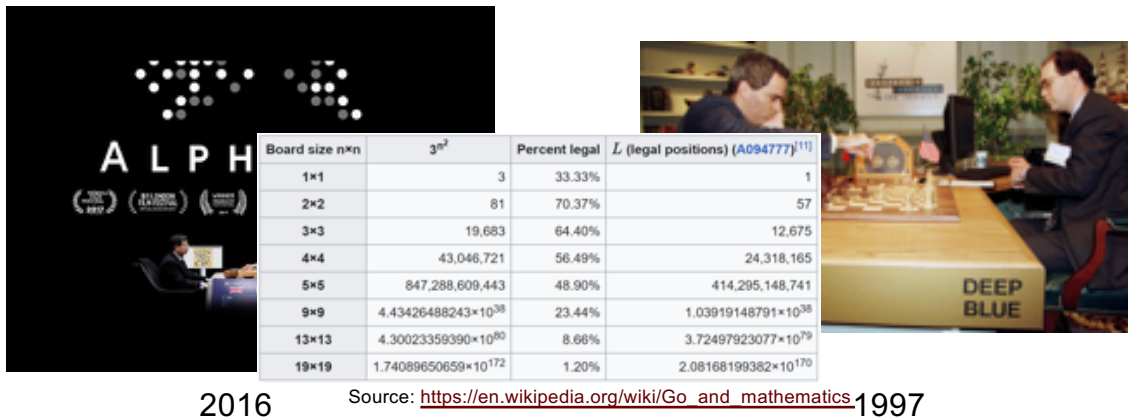 ALPH
2017
Board size n×n 3^n^2 Percent legal L (legal positions) (A094777)[11]
1×1 3 33.33% 1
2×2 81 70.37% 57
3×3 19,683 64.40% 12,675
4×4 43,046,721 56.49% 24,318,165
5×5 847,288,609,443 48.90% 414,295,148,741
9×9 4.43426488243×10^38 23.44% 1.03919148791×10^38
13×13 4.30023359390×10^80 8.66% 3.72497923077×10^79
19×19 1.74089650659×10^172 1.20% 2.08168199382×10^170
DEEP
BLUE
2016
Source: https://en.wikipedia.org/wiki/Go_and_mathematics
1997